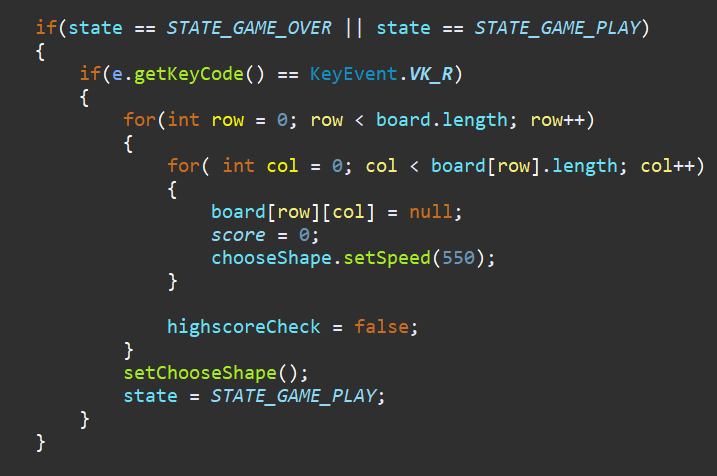 if(state == STATE_GAME_OVER || state == STATE_GAME_PLAY)
{
    if(e.getKeyCode() == KeyEvent.VK_R)
    {
        for(int row = 0; row < board.length; row++)
        {
            for( int col = 0; col < board[row].length; col++)
            {
                board[row][col] = null;
                score = 0;
                chooseShape.setSpeed(550);
            }

            highscoreCheck = false;
        }
        setChooseShape();
        state = STATE_GAME_PLAY;
    }
}